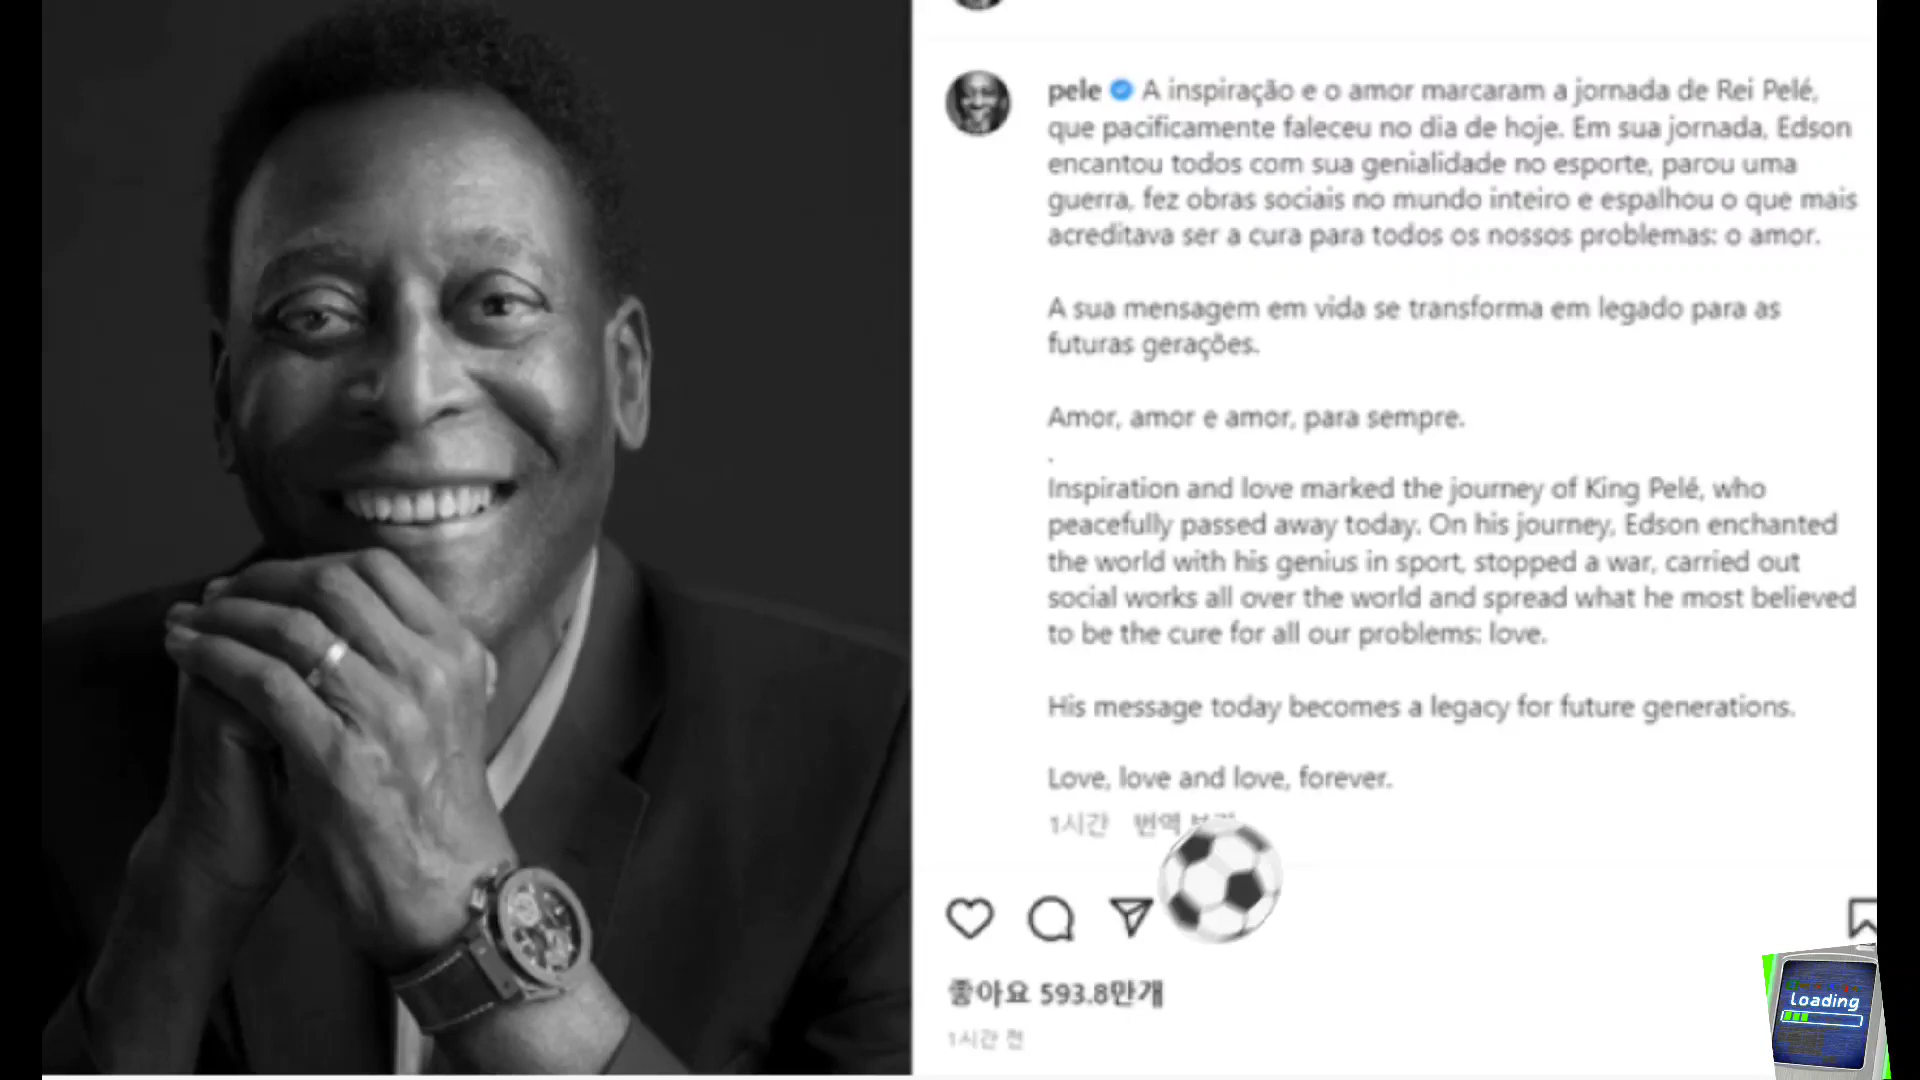 pele A inspiração e o amor marcaram a jornada de Rei Pelé,
que pacificamente faleceu no dia de hoje. Em sua jornada, Edson
encantou todos com sua genialidade no esporte, parou uma
guerra, fez obras sociais no mundo inteiro e espalhou o que mais
acreditava ser a cura para todos os nossos problemas: o amor.
A sua mensagem em vida se transforma em legado para as
futuras gerações.
Amor, amor e amor, para sempre.
.
Inspiration and love marked the journey of King Pelé, who
peacefully passed away today. On his journey, Edson enchanted
the world with his genius in sport, stopped a war, carried out
social works all over the world and spread what he most believed
to be the cure for all our problems: love.
His message today becomes a legacy for future generations.
Love, love and love, forever.
1시간 번역
좋아요 593.8만개
1시간 전
loading